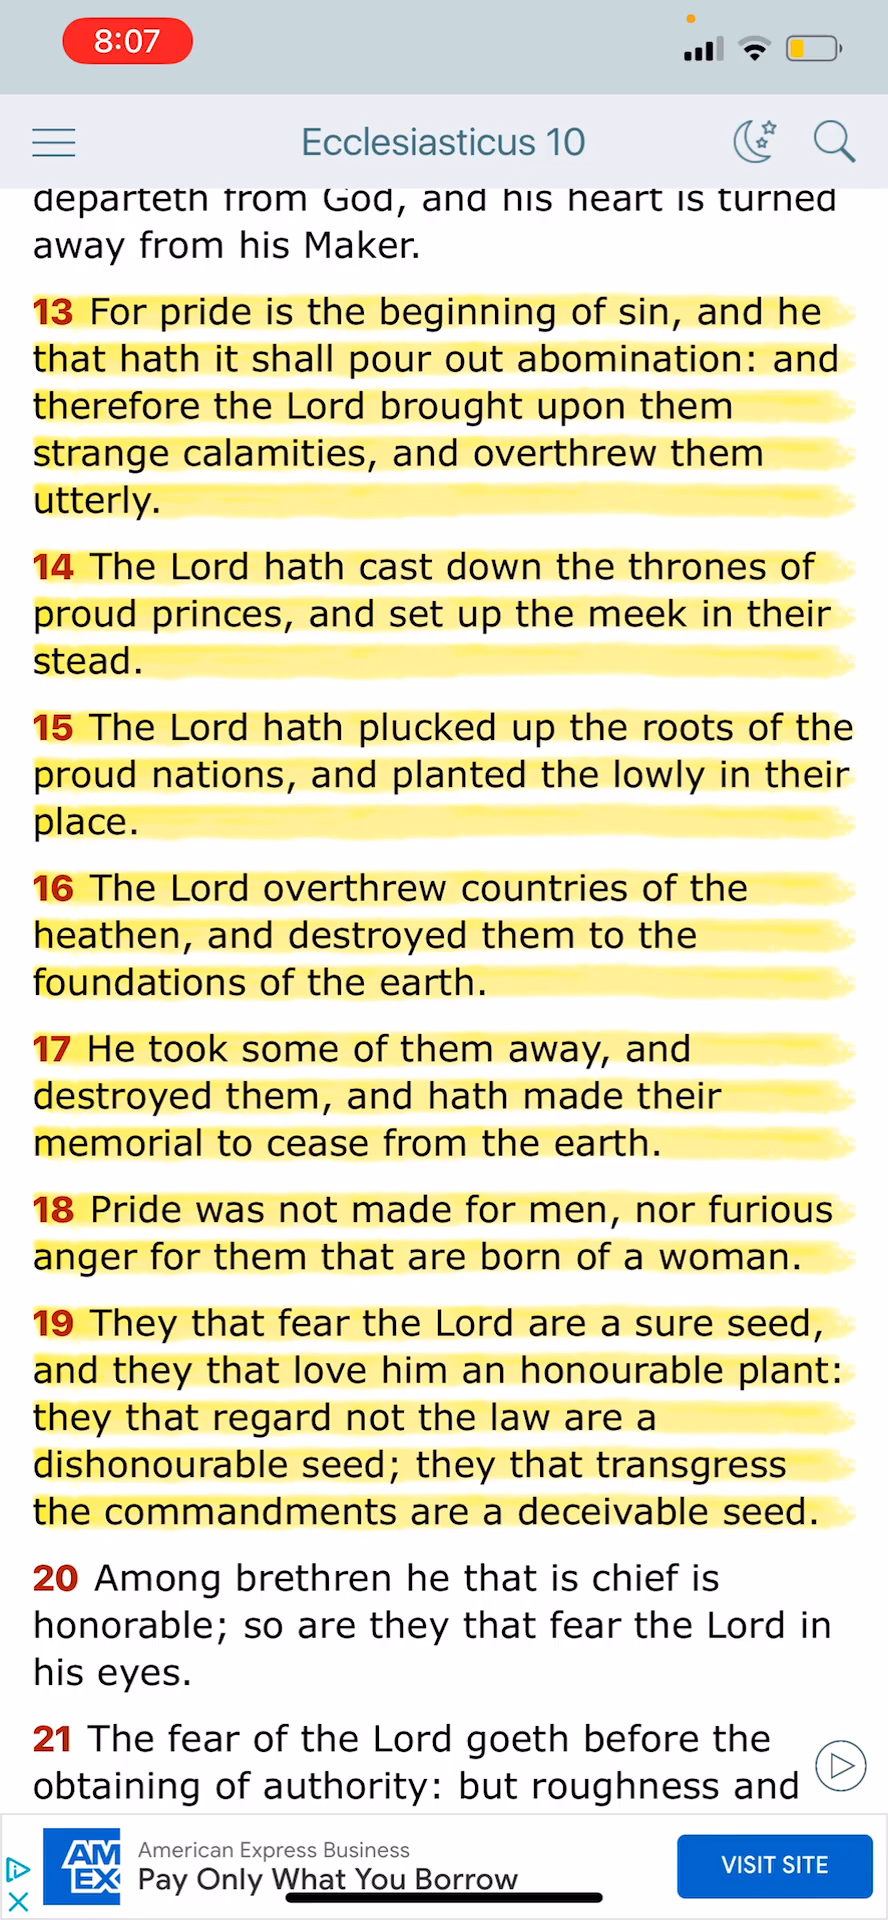 8:07
Ecclesiasticus 10
departeth from God, and his heart is turned
away from his Maker.
13 For pride is the beginning of sin, and he
that hath it shall pour out abomination: and
therefore the Lord brought upon them
strange calamities, and overthrew them
utterly.
14 The Lord hath cast down the thrones of
proud princes, and set up the meek in their
stead.
15 The Lord hath plucked up the roots of the
proud nations, and planted the lowly in their
place.
16 The Lord overthrew countries of the
heathen, and destroyed them to the
foundations of the earth.
17 He took some of them away, and
destroyed them, and hath made their
memorial to cease from the earth.
18 Pride was not made for men, nor furious
anger for them that are born of a woman.
19 They that fear the Lord are a sure seed,
and they that love him an honourable plant:
they that regard not the law are a
dishonourable seed; they that transgress
the commandments are a deceivable seed.
20 Among brethren he that is chief is
honorable; so are they that fear the Lord in
his eyes.
21 The fear of the Lord goeth before the
obtaining of authority: but roughness and
AM
EX
American Express Business
Pay Only What You Borrow
VISIT SITE